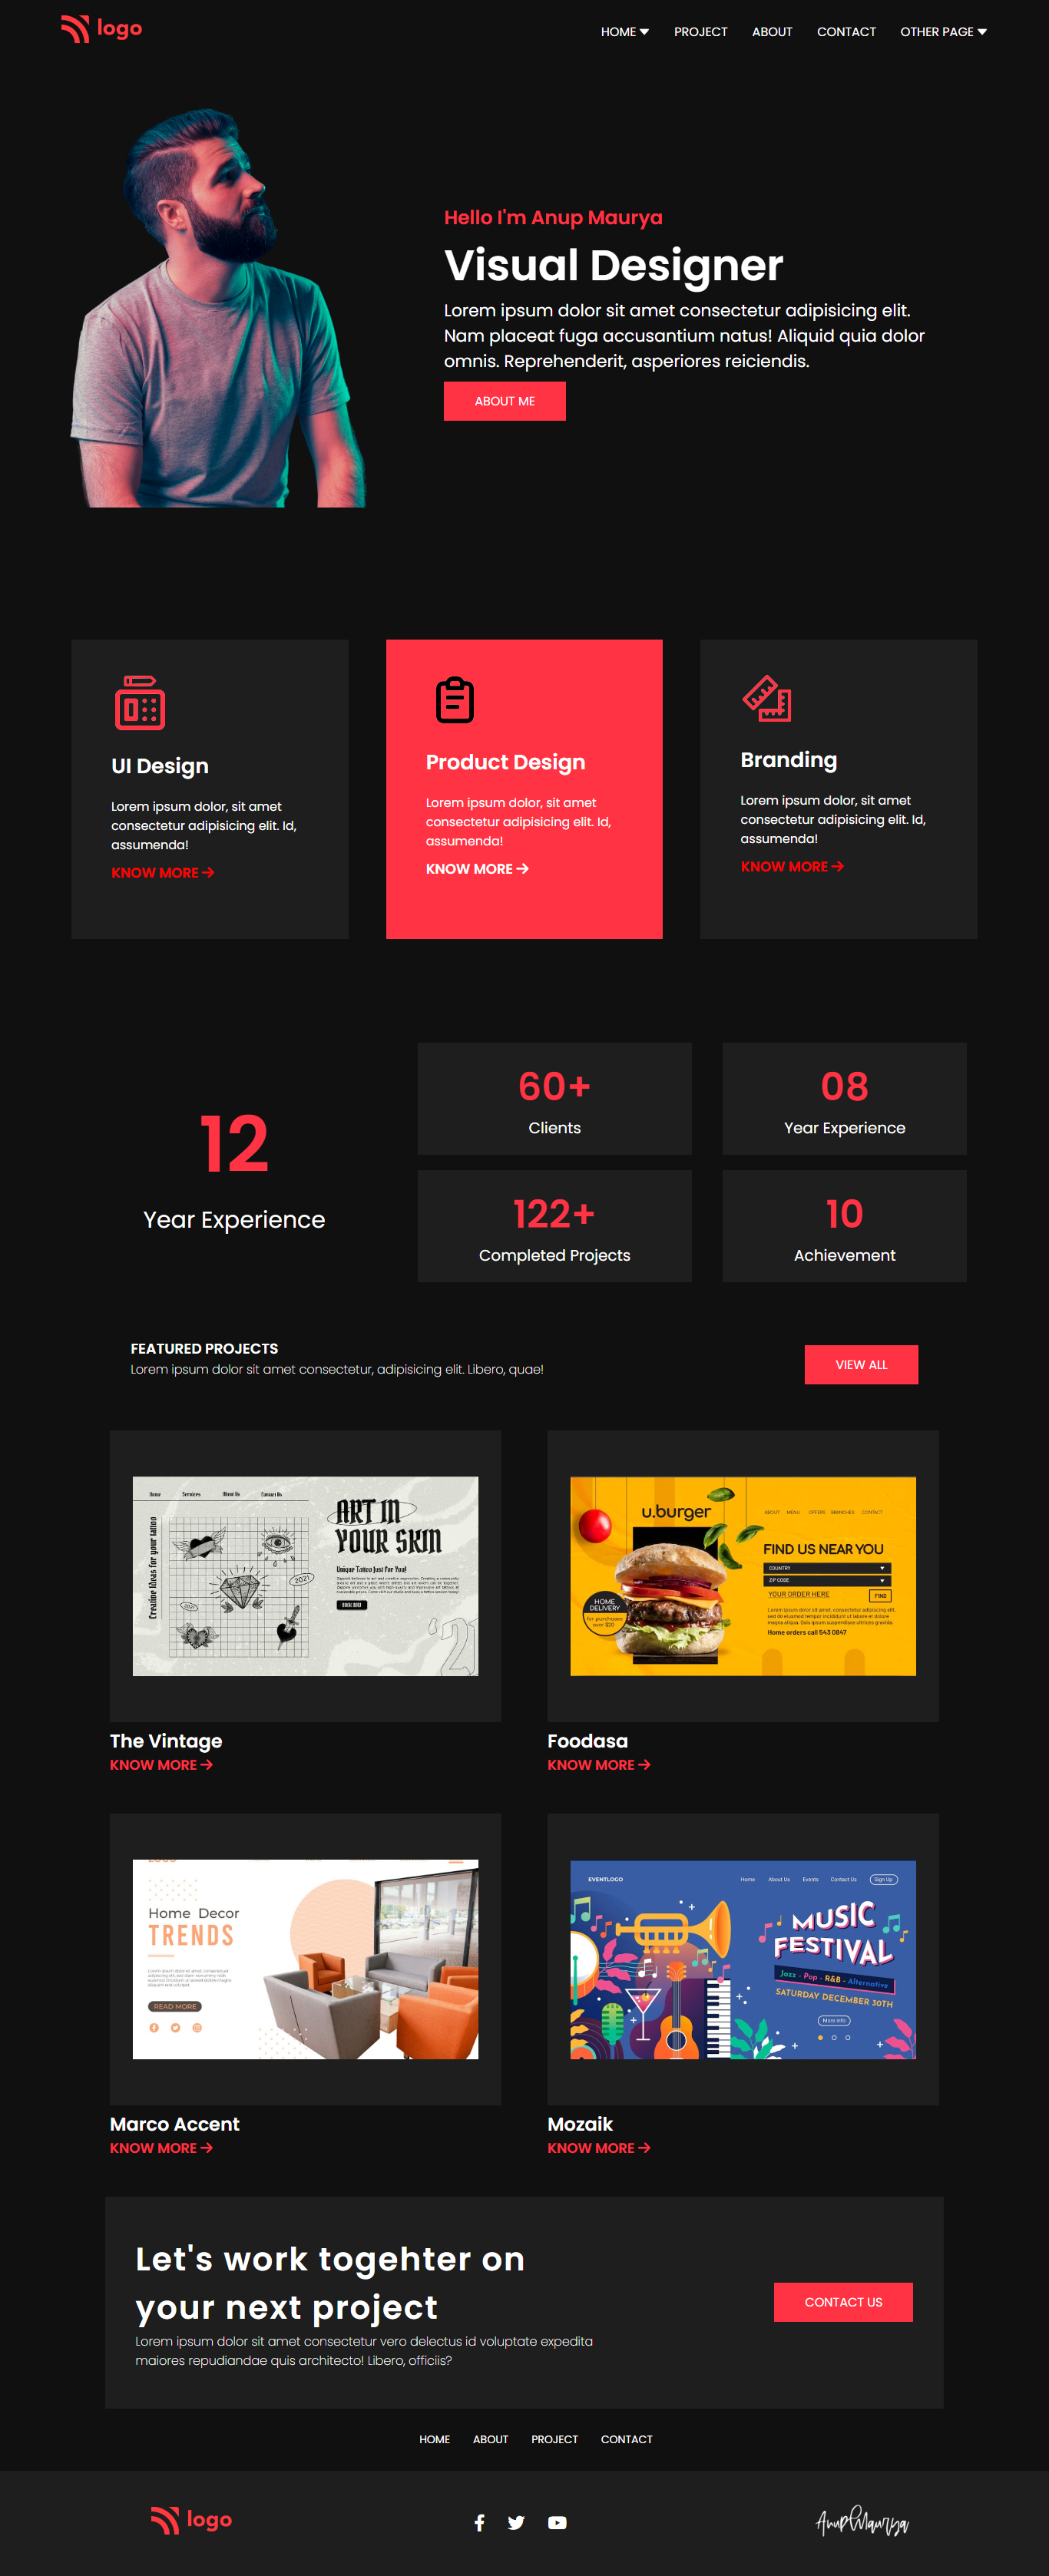 logo
HOME
PROJECT
ABOUT
CONTACT
OTHER PAGE
Hello I'm Anup Maurya
Visual Designer
Lorem ipsum dolor sit amet consectetur adipisicing elit.
Nam placeat fuga accusantium natus! Aliquid quia dolor
omnis. Reprehenderit, asperiores reiciendis.
ABOUT ME
UI Design
Lorem ipsum dolor, sit amet
consectetur adipisicing elit. Id,
assumenda!
KNOW MORE
Product Design
Lorem ipsum dolor, sit amet
consectetur adipisicing elit. Id,
assumenda!
KNOW MORE
Branding
Lorem ipsum dolor, sit amet
consectetur adipisicing elit. Id,
assumenda!
KNOW MORE
12
Year Experience
60+
Clients
08
Year Experience
122+
Completed Projects
10
Achievement
FEATURED PROJECTS
Lorem ipsum dolor sit amet consectetur, adipisicing elit. Libero, quae!
VIEW ALL
Home
Services
About Us
Contact Us
Creative Ideas for your tattoo
2021
2021
ART IN
YOUR SKIN
Unique Tattoo Just For You!
'2
The Vintage
KNOW MORE
u.burger
ABOUT
MENU
OFFERS
BRANCHES
CONTACT
FIND US NEAR YOU
COUNTRY
ZIP CODE
YOUR ORDER HERE
FIND
HOME
DELIVERY
for purchases
over $20
Home orders call 543 0847
Foodasa
KNOW MORE
Home Decor
TRENDS
READ MORE
Marco Accent
KNOW MORE
EVENTLOGO
Home
About Us
Events
Contact Us
Sign Up
MUSIC
FESTIVAL
Jazz - Pop - R&B - Alternative
SATURDAY DECEMBER 30TH
More info
Mozaik
KNOW MORE
Let's work togehter on
your next project
Lorem ipsum dolor sit amet consectetur vero delectus id voluptate expedita
maiores repudiandae quis architecto! Libero, officiis?
CONTACT US
HOME
ABOUT
PROJECT
CONTACT
logo
AnupMaurya